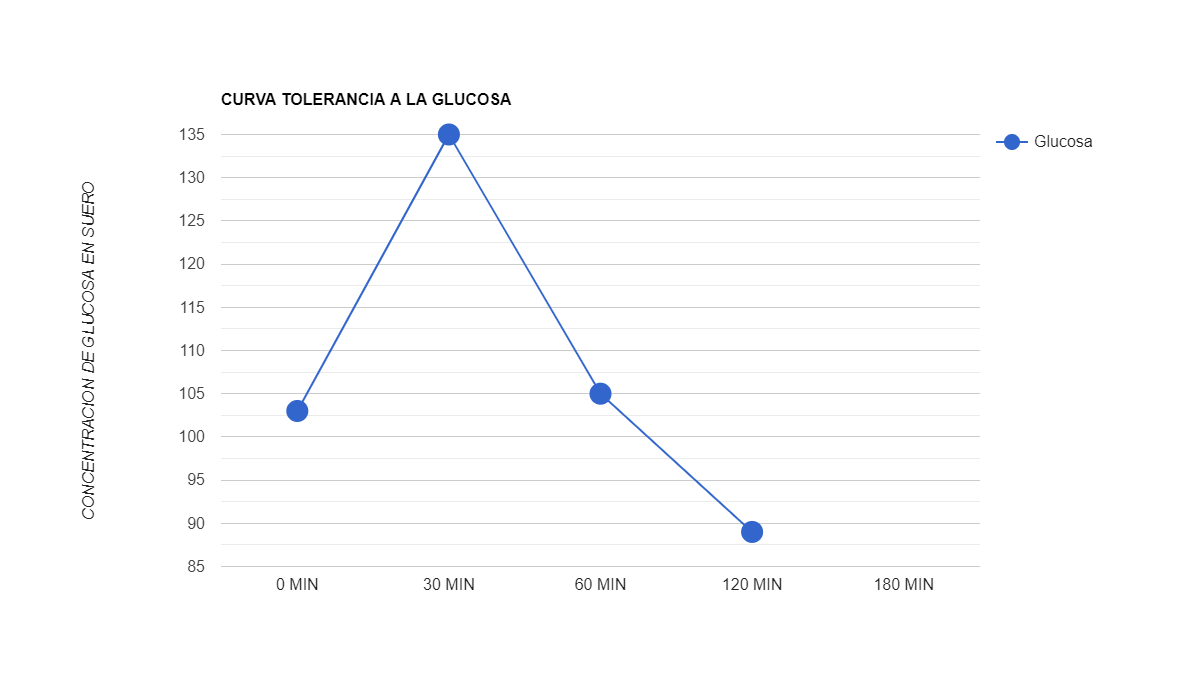 CURVA TOLERANCIA A LA GLUCOSA
Glucosa
CONCENTRACION DE GLUCOSA EN SUERO
135
130
125
120
115
110
105
100
95
90
85
0 MIN
30 MIN
60 MIN
120 MIN
180 MIN